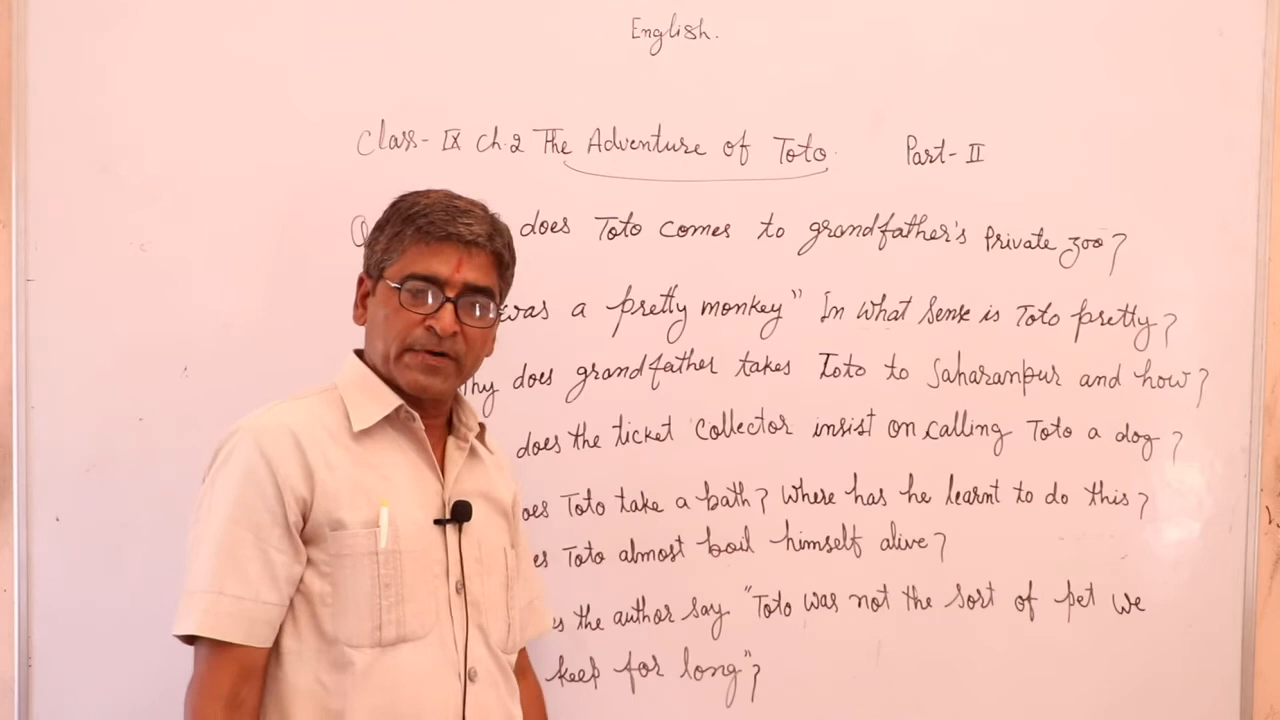 English.
Class- IX Ch.2 The Adventure of Toto. Part- II
does Toto comes to grandfather's Private zoo?
was a pretty monkey" In what Sense is Toto pretty?
does grandfather takes Toto to Saharanpur and how?
does the ticket Collector insist on calling Toto a dog?
Toto take a bath? Where has he learnt to do this?
Toto almost boil himself alive?
the author say "Toto was not the sort of pet we
keep for long"?